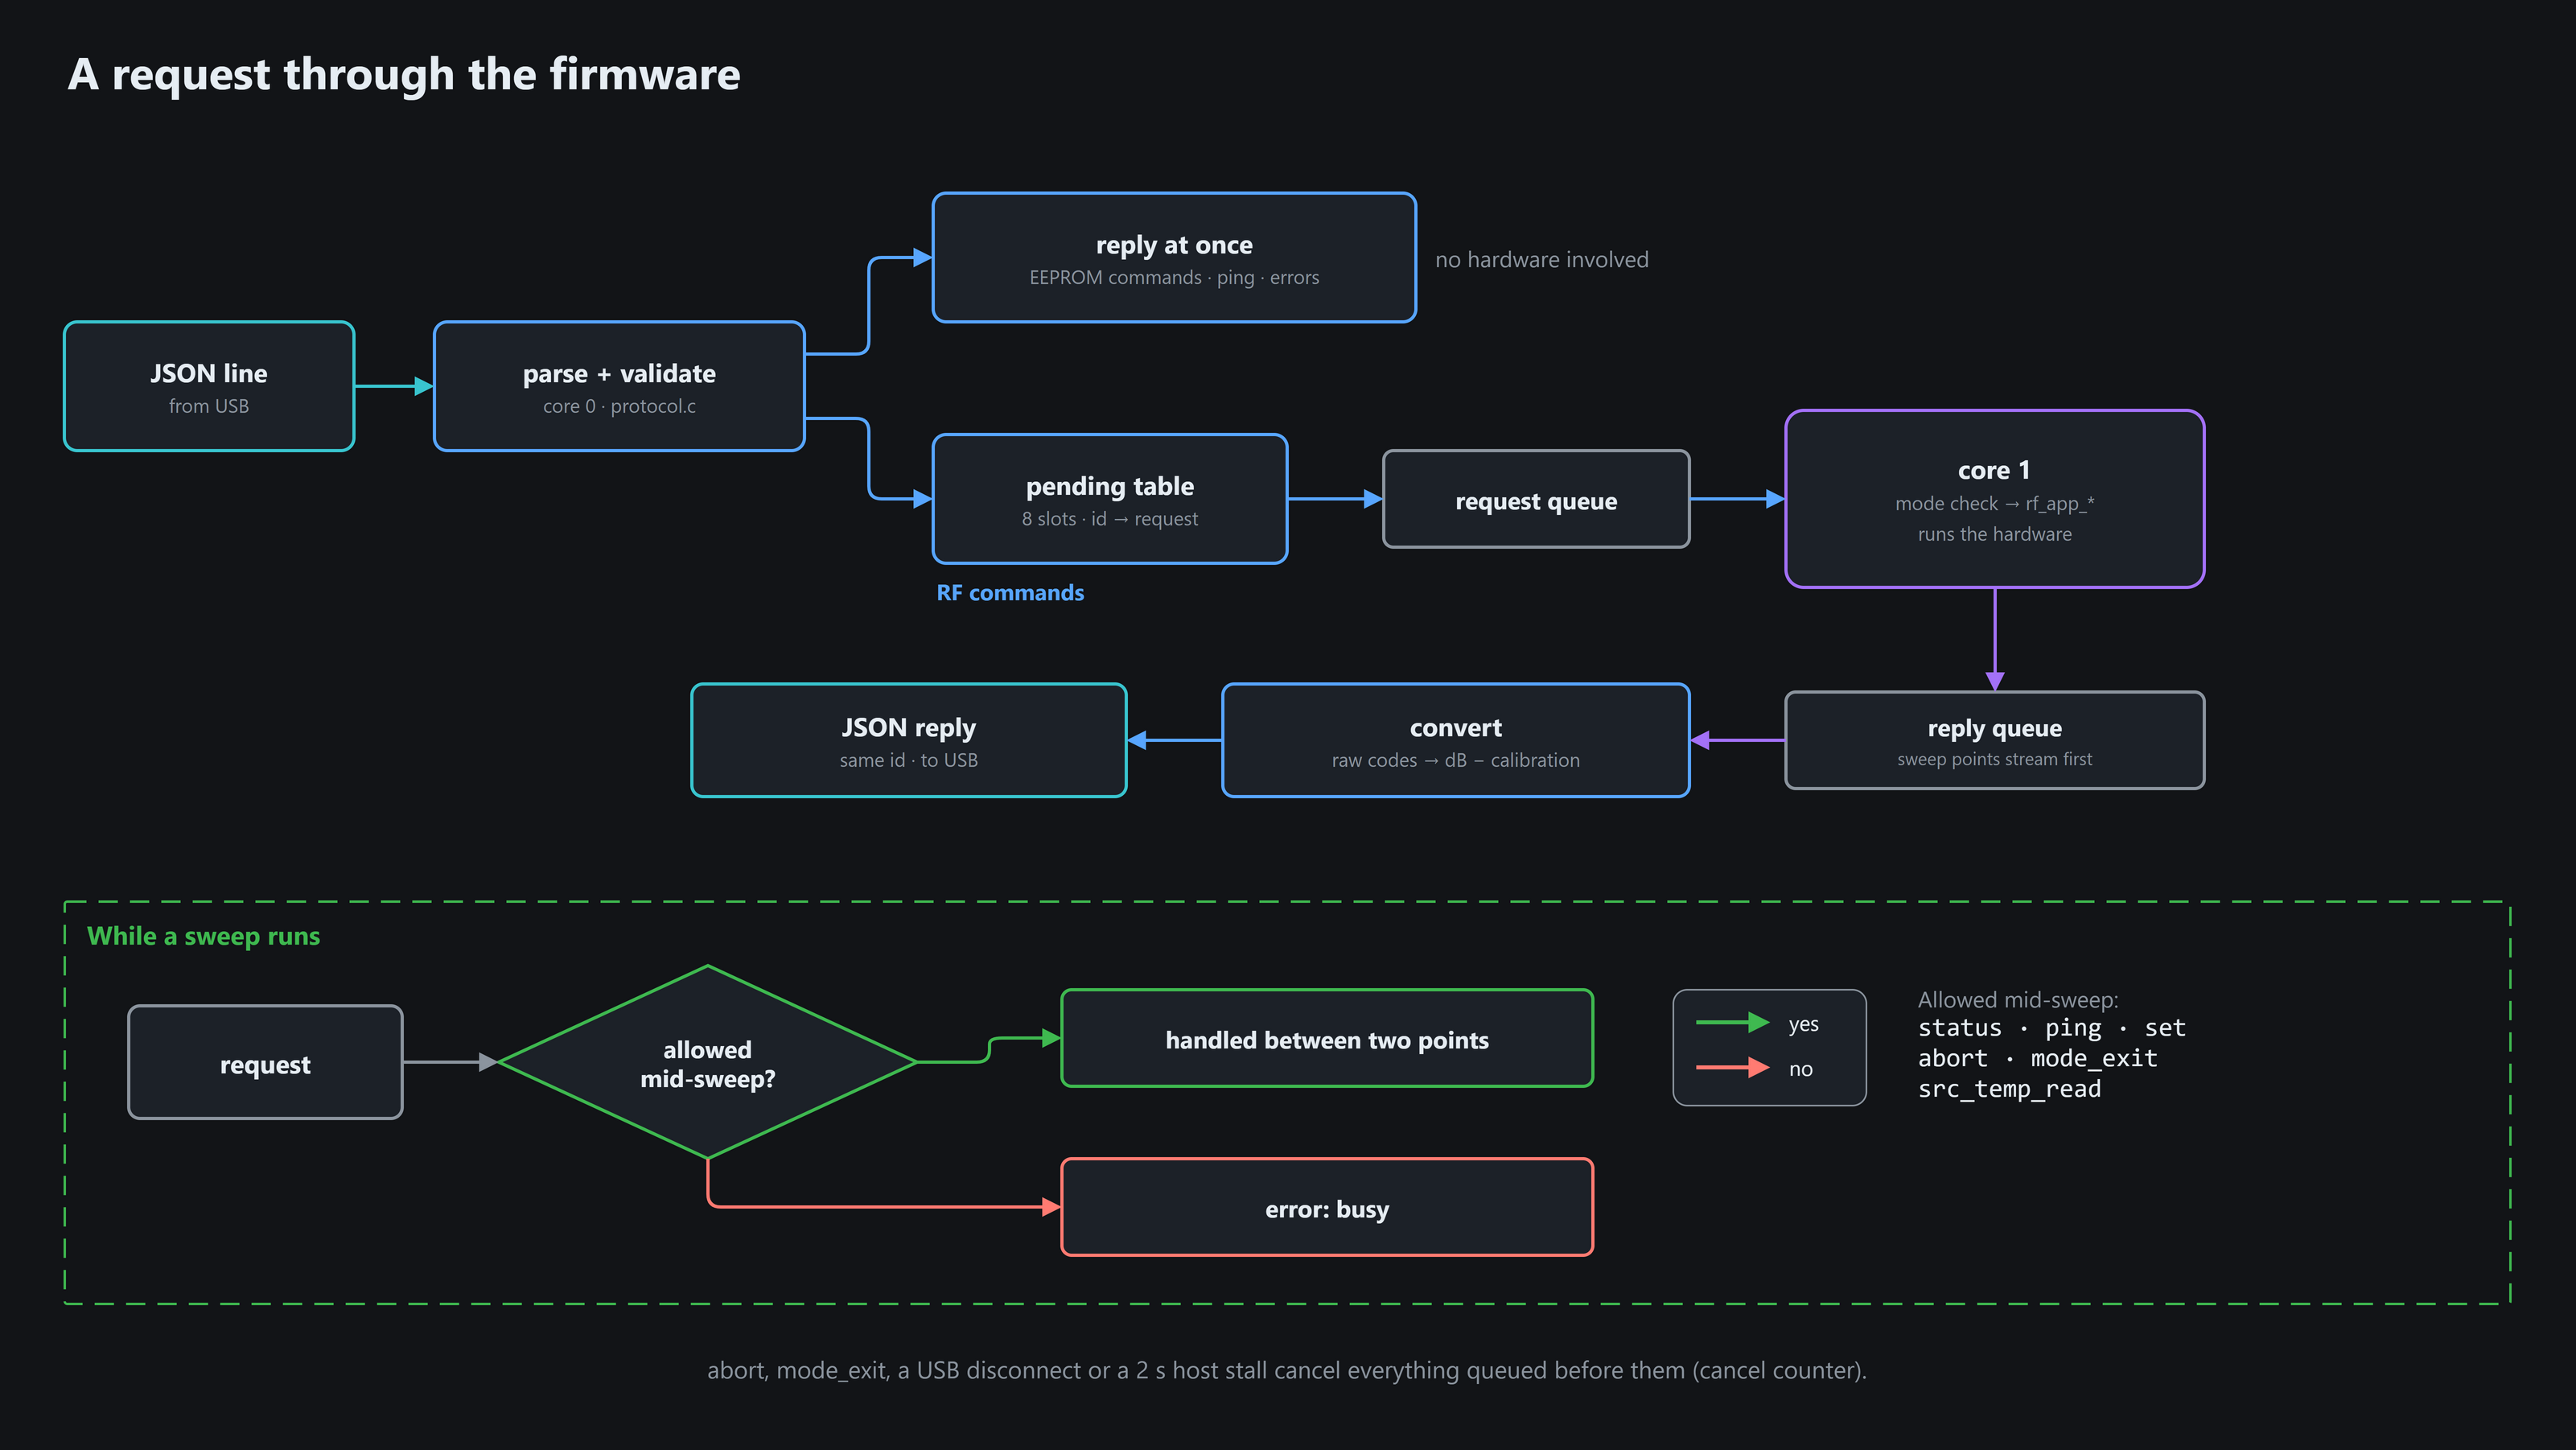 A request through the firmware
reply at once
EEPROM commands · ping · errors
no hardware involved
JSON line
from USB
parse + validate
core 0 · protocol.c
pending table
8 slots · id → request
RF commands
request queue
core 1
mode check → rf_app_*
runs the hardware
JSON reply
same id · to USB
convert
raw codes → dB − calibration
reply queue
sweep points stream first
While a sweep runs
request
allowed
mid-sweep?
handled between two points
error: busy
yes
no
Allowed mid-sweep:
status · ping · set
abort · mode_exit
src_temp_read
abort, mode_exit, a USB disconnect or a 2 s host stall cancel everything queued before them (cancel counter).